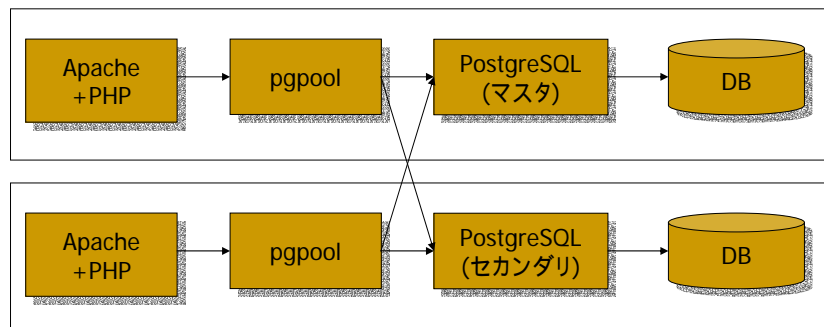 Apache
+PHP
pgpool
PostgreSQL
(マスタ)
DB
Apache
+PHP
pgpool
PostgreSQL
(セカンダリ)
DB